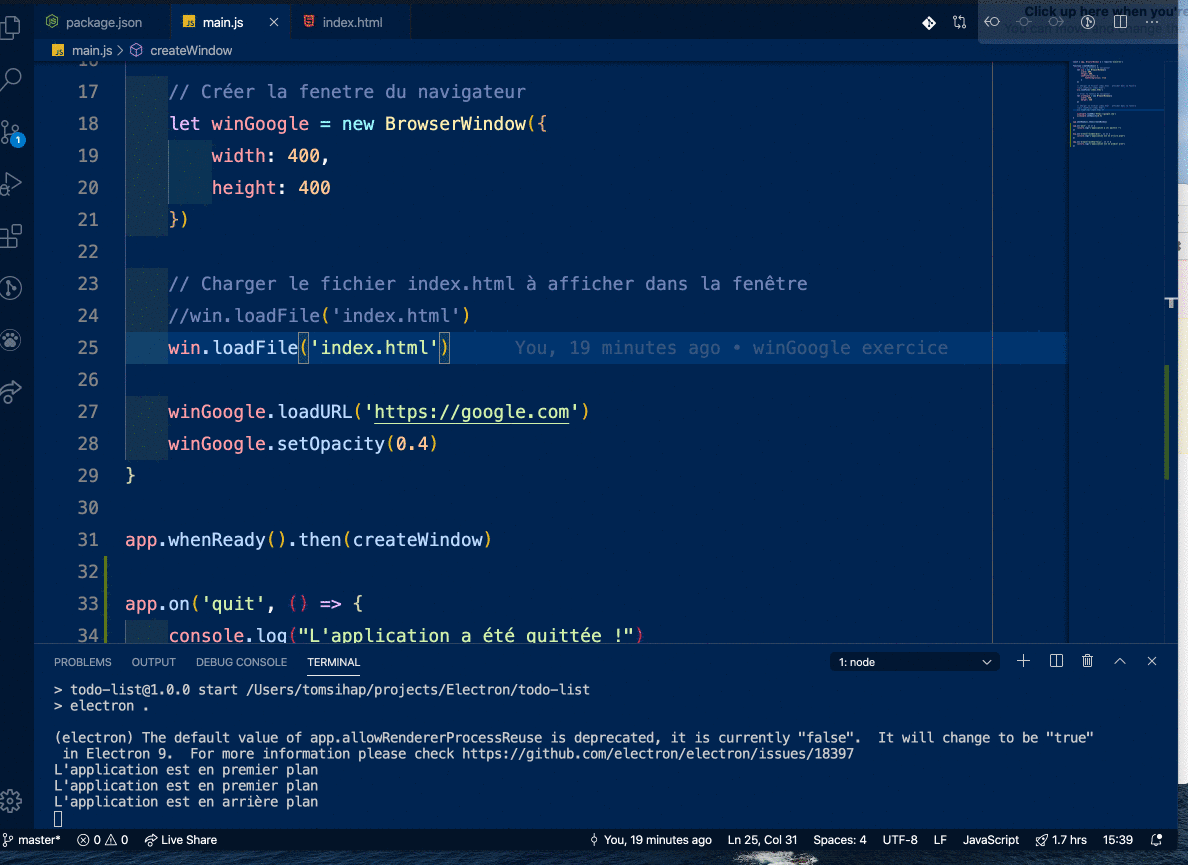 package.json main.js index.html
Click up here when you're
You can move and change the
main.js > createWindow
16
17 // Créer la fenetre du navigateur
18 let winGoogle = new BrowserWindow({
19 width: 400,
20 height: 400
21 })
22
23 // Charger le fichier index.html à afficher dans la fenêtre
24 //win.loadFile('index.html')
25 win.loadFile('index.html') You, 19 minutes ago • winGoogle exercice
26
27 winGoogle.loadURL('https://google.com')
28 winGoogle.setOpacity(0.4)
29 }
30
31 app.whenReady().then(createWindow)
32
33 app.on('quit', () => {
34 console.log("L'application a été quittée !")
PROBLEMS OUTPUT DEBUG CONSOLE TERMINAL 1: node
> todo-list@1.0.0 start /Users/tomsihap/projects/Electron/todo-list
> electron .
(electron) The default value of app.allowRendererProcessReuse is deprecated, it is currently "false".  It will change to be "true"
in Electron 9.  For more information please check https://github.com/electron/electron/issues/18397
L'application est en premier plan
L'application est en premier plan
L'application est en arrière plan
master* 0 0 Live Share You, 19 minutes ago Ln 25, Col 31 Spaces: 4 UTF-8 LF JavaScript 1.7 hrs 15:39